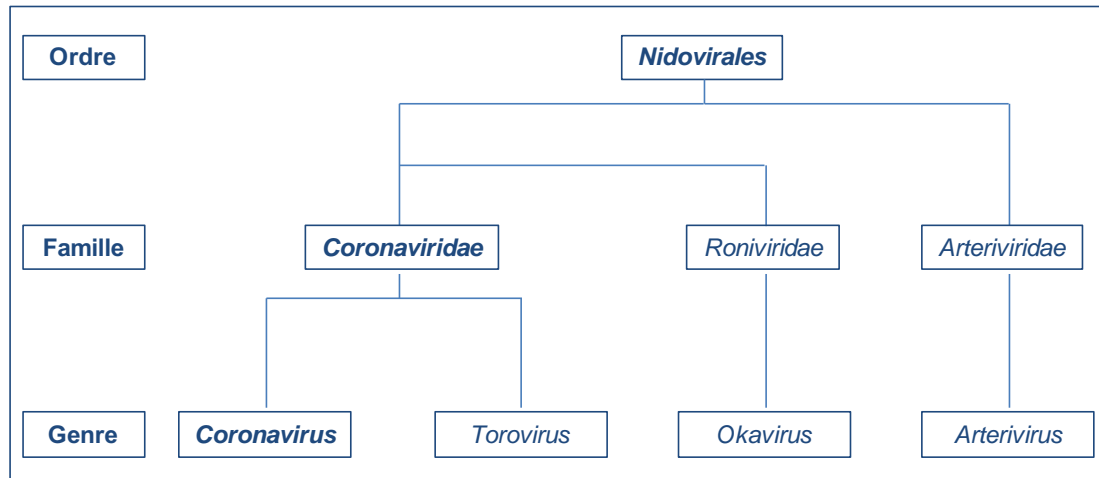 Ordre
Nidovirales
Famille
Coronaviridae
Roniviridae
Arteriviridae
Genre
Coronavirus
Torovirus
Okavirus
Arterivirus